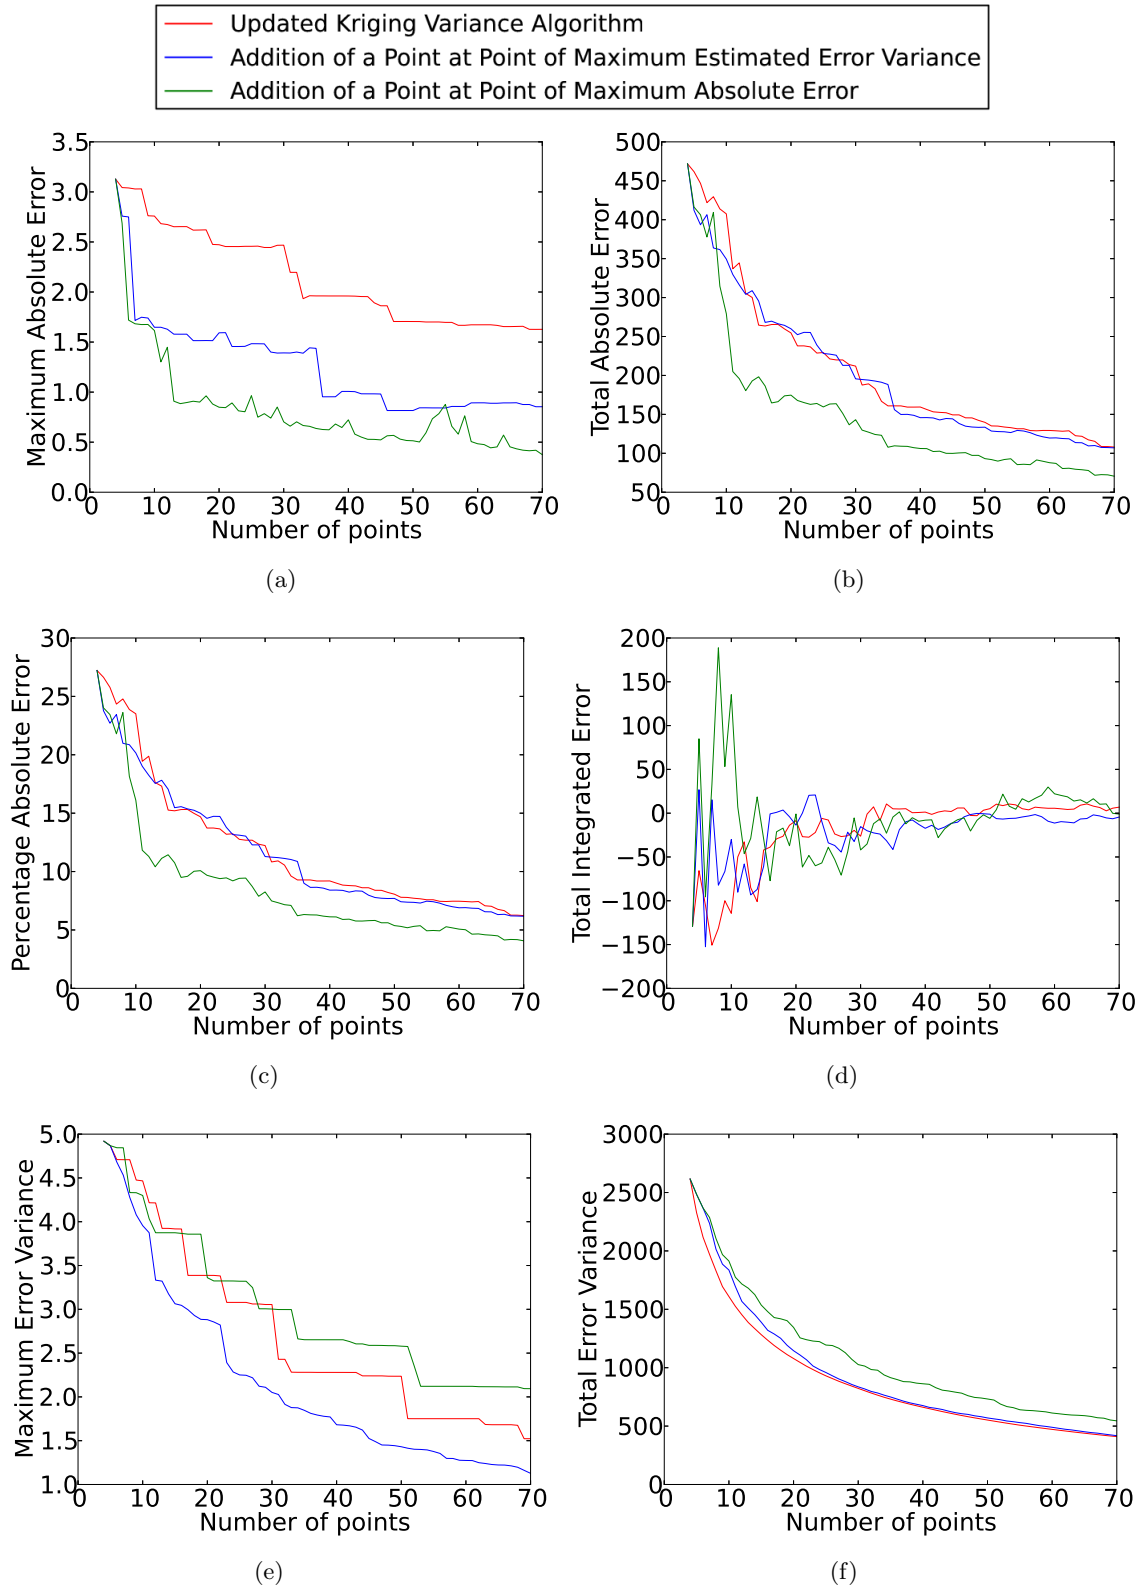 Updated Kriging Variance Algorithm
Addition of a Point at Point of Maximum Estimated Error Variance
Addition of a Point at Point of Maximum Absolute Error
Maximum Absolute Error
3.5
3.0
2.5
2.0
1.5
1.0
0.5
0.0
0 10 20 30 40 50 60 70
Number of points
(a)
Total Absolute Error
500
450
400
350
300
250
200
150
100
50
0 10 20 30 40 50 60 70
Number of points
(b)
Percentage Absolute Error
30
25
20
15
10
5
0
0 10 20 30 40 50 60 70
Number of points
(c)
Total Integrated Error
200
150
100
50
0
−50
−100
−150
−200
0 10 20 30 40 50 60 70
Number of points
(d)
Maximum Error Variance
5.0
4.5
4.0
3.5
3.0
2.5
2.0
1.5
1.0
0 10 20 30 40 50 60 70
Number of points
(e)
Total Error Variance
3000
2500
2000
1500
1000
500
0
0 10 20 30 40 50 60 70
Number of points
(f)